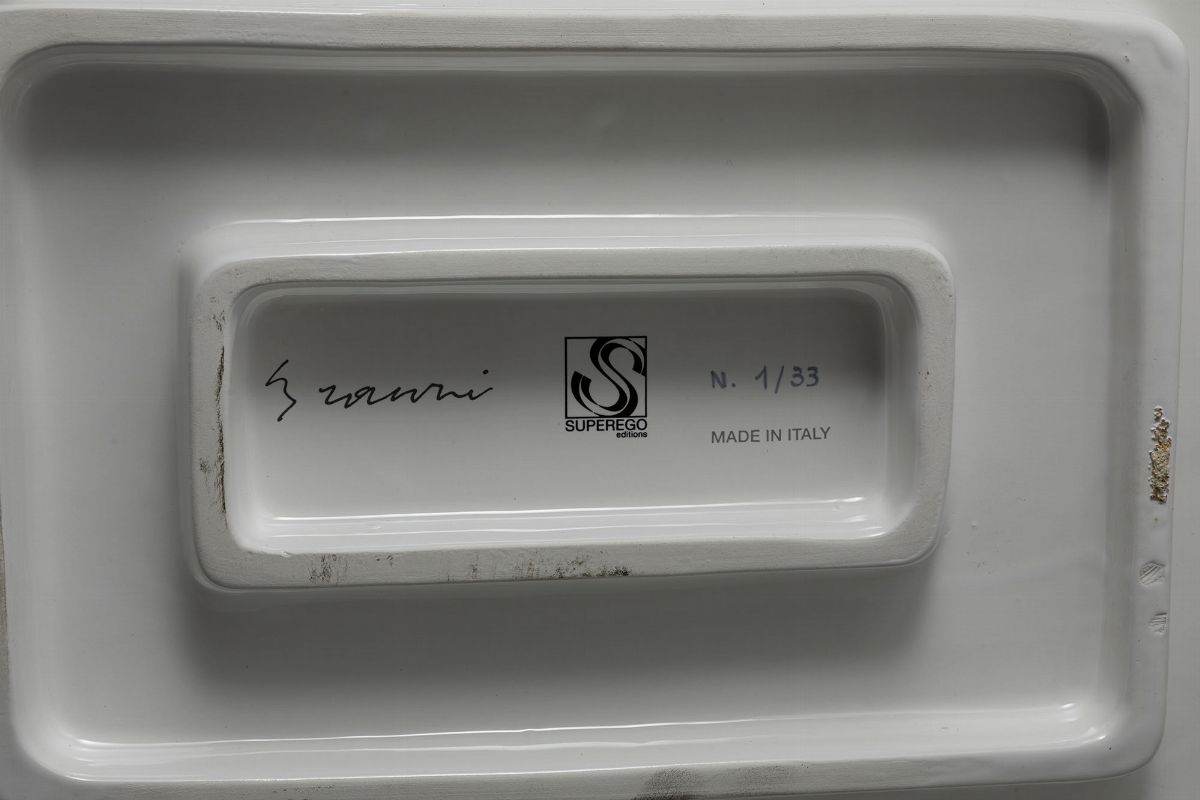 SUPEREGO
editions
N. 1/33
MADE IN ITALY